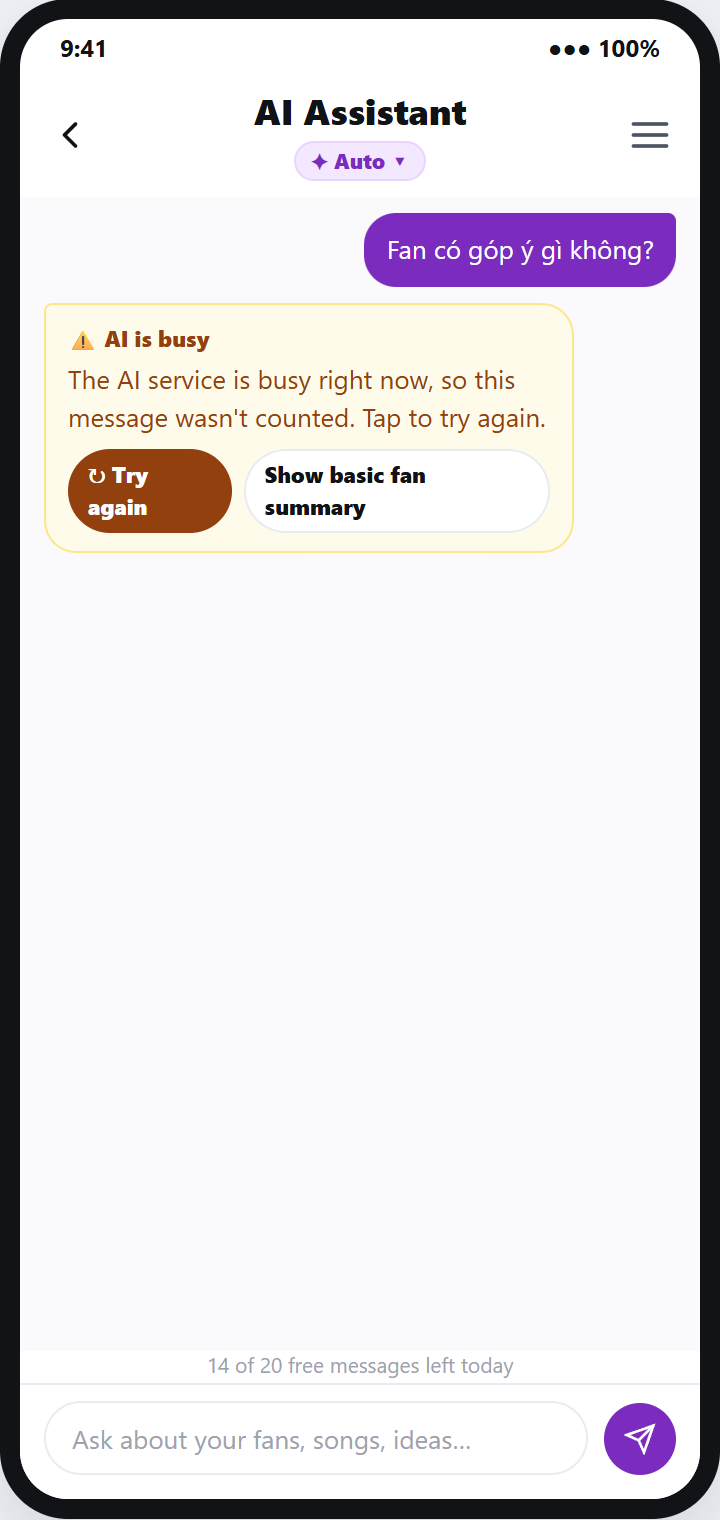 9:41
●●● 100%
AI Assistant
✦ Auto ▼
Fan có góp ý gì không?
⚠️ AI is busy
The AI service is busy right now, so this
message wasn't counted. Tap to try again.
↻ Try
again
Show basic fan
summary
14 of 20 free messages left today
Ask about your fans, songs, ideas...